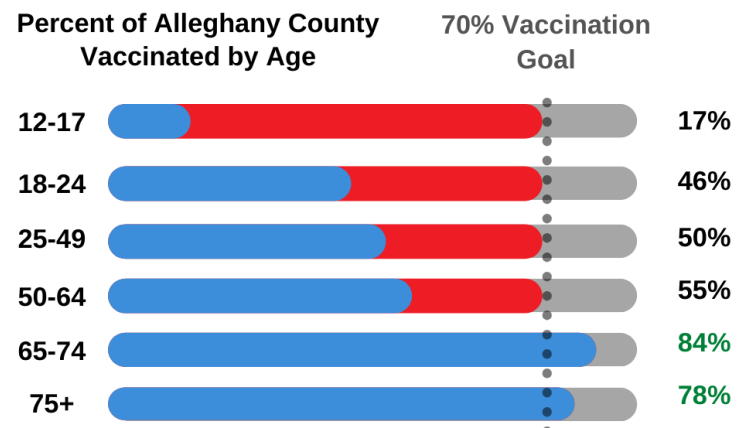 Percent of Alleghany County
Vaccinated by Age
70% Vaccination
Goal
12-17 17%
18-24 46%
25-49 50%
50-64 55%
65-74 84%
75+ 78%